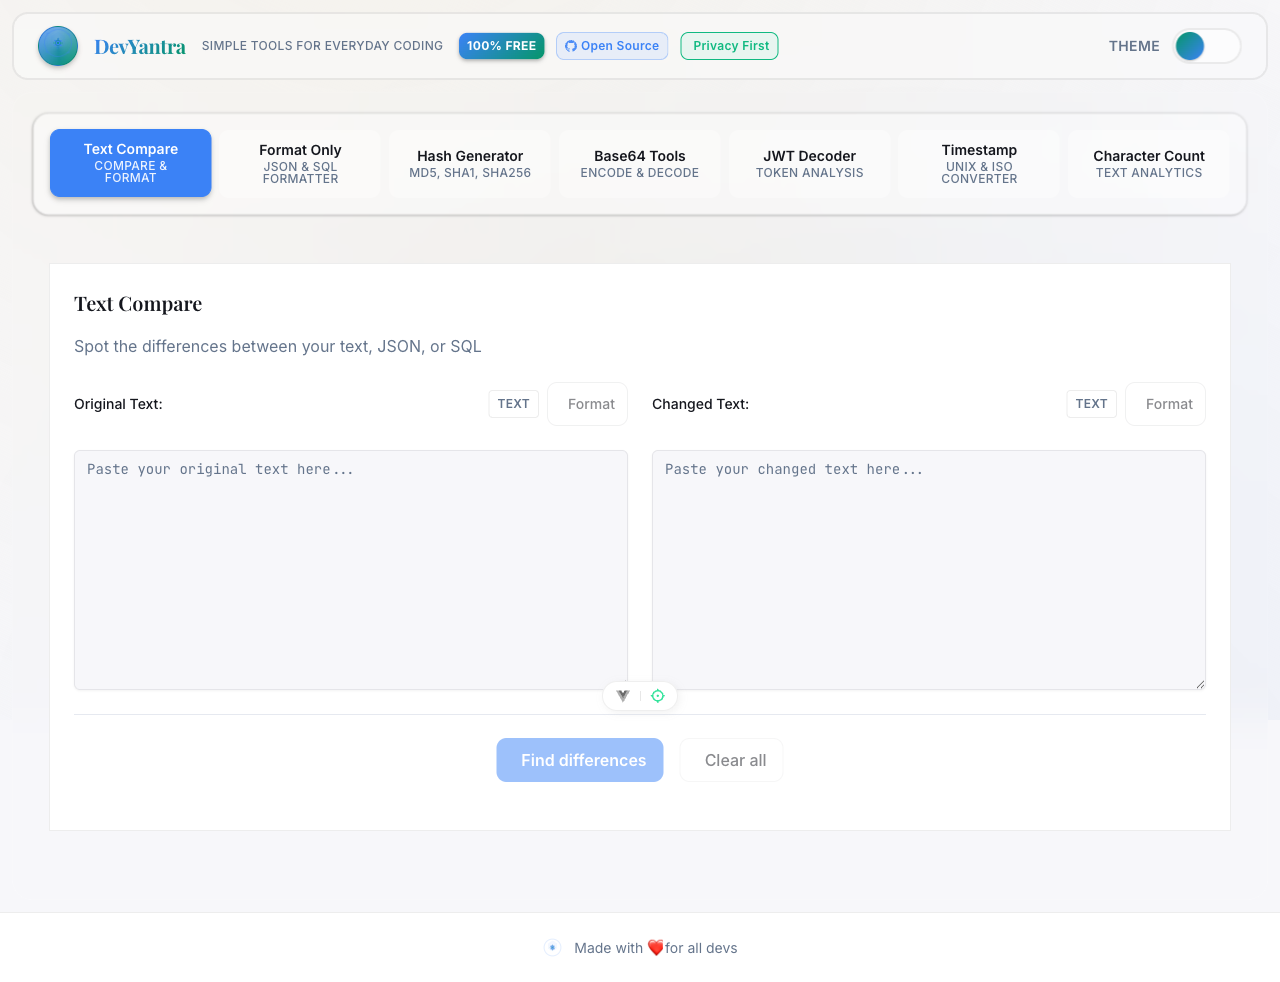 DevYantra
SIMPLE TOOLS FOR EVERYDAY CODING
100% FREE
Open Source
Privacy First
THEME
Text Compare
COMPARE &
FORMAT
Format Only
JSON & SQL
FORMATTER
Hash Generator
MD5, SHA1, SHA256
Base64 Tools
ENCODE & DECODE
JWT Decoder
TOKEN ANALYSIS
Timestamp
UNIX & ISO
CONVERTER
Character Count
TEXT ANALYTICS
Text Compare
Spot the differences between your text, JSON, or SQL
Original Text:
TEXT
Format
Changed Text:
TEXT
Format
Paste your original text here...
Paste your changed text here...
Find differences
Clear all
Made with ❤️for all devs